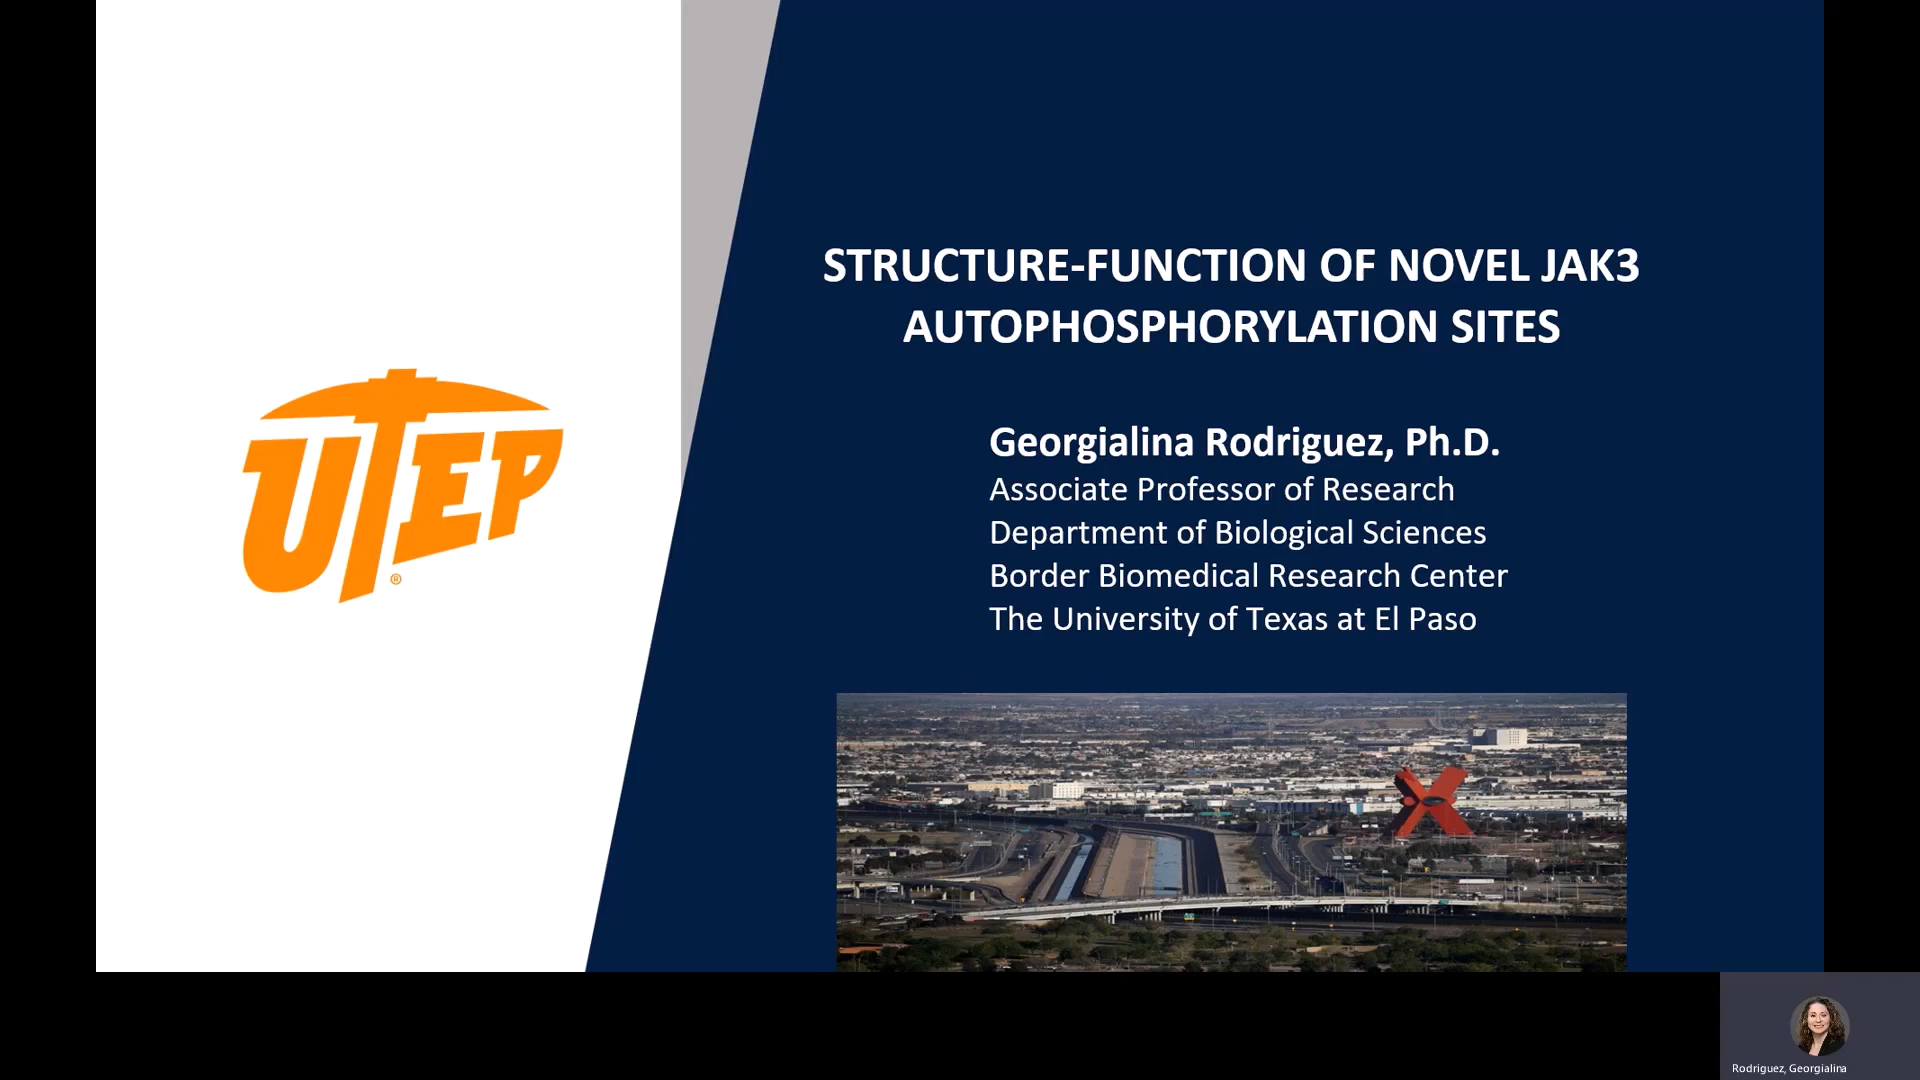 UTEP
®
STRUCTURE-FUNCTION OF NOVEL JAK3
AUTOPHOSPHORYLATION SITES
Georgialina Rodriguez, Ph.D.
Associate Professor of Research
Department of Biological Sciences
Border Biomedical Research Center
The University of Texas at El Paso
Rodriguez, Georgialina